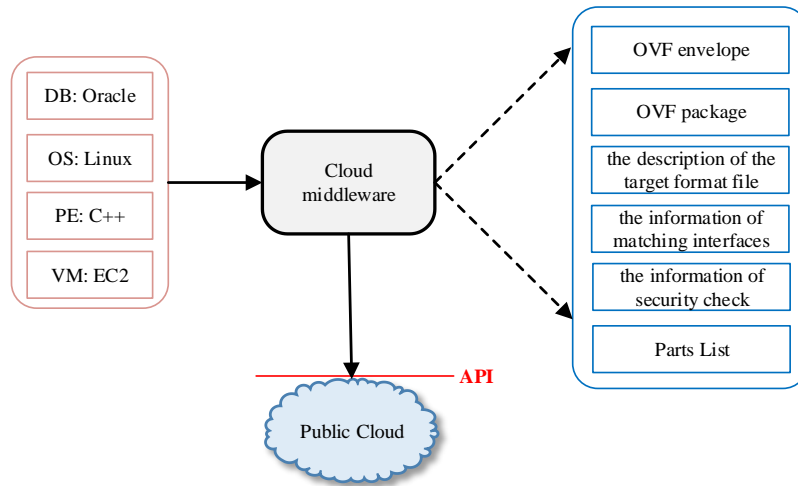 DB: Oracle
OS: Linux
PE: C++
VM: EC2
Cloud
middleware
OVF envelope
OVF package
the description of the
target format file
the information of
matching interfaces
the information of
security check
Parts List
API
Public Cloud